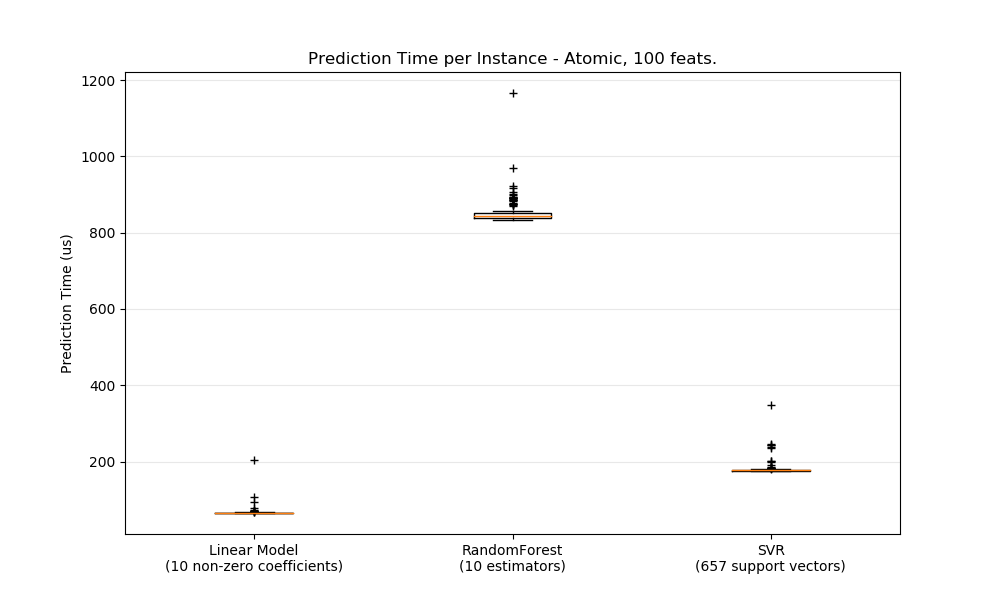 Prediction Time per Instance - Atomic, 100 feats.
1200
1000
800
600
400
200
Prediction Time (us)
Linear Model
(10 non-zero coefficients)
RandomForest
(10 estimators)
SVR
(657 support vectors)